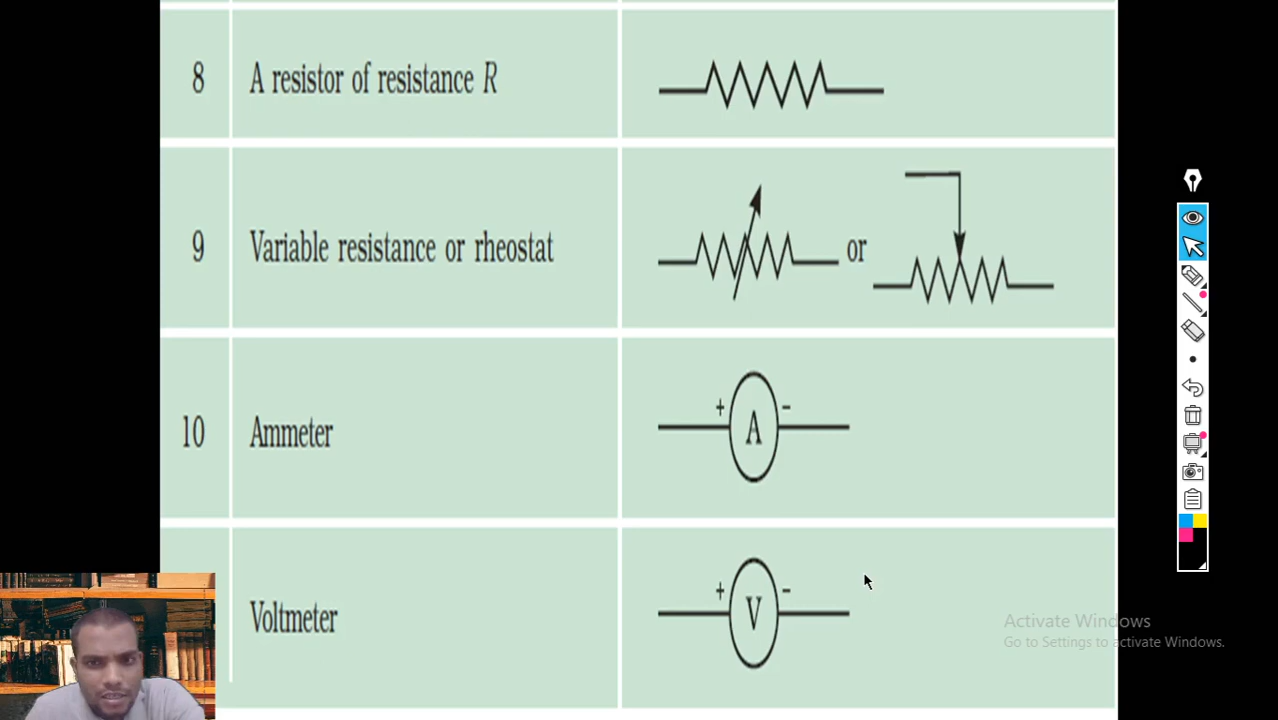 8 A resistor of resistance R
9 Variable resistance or rheostat or
10 Ammeter + A -
Voltmeter + V -
Activate Windows
Go to Settings to activate Windows.